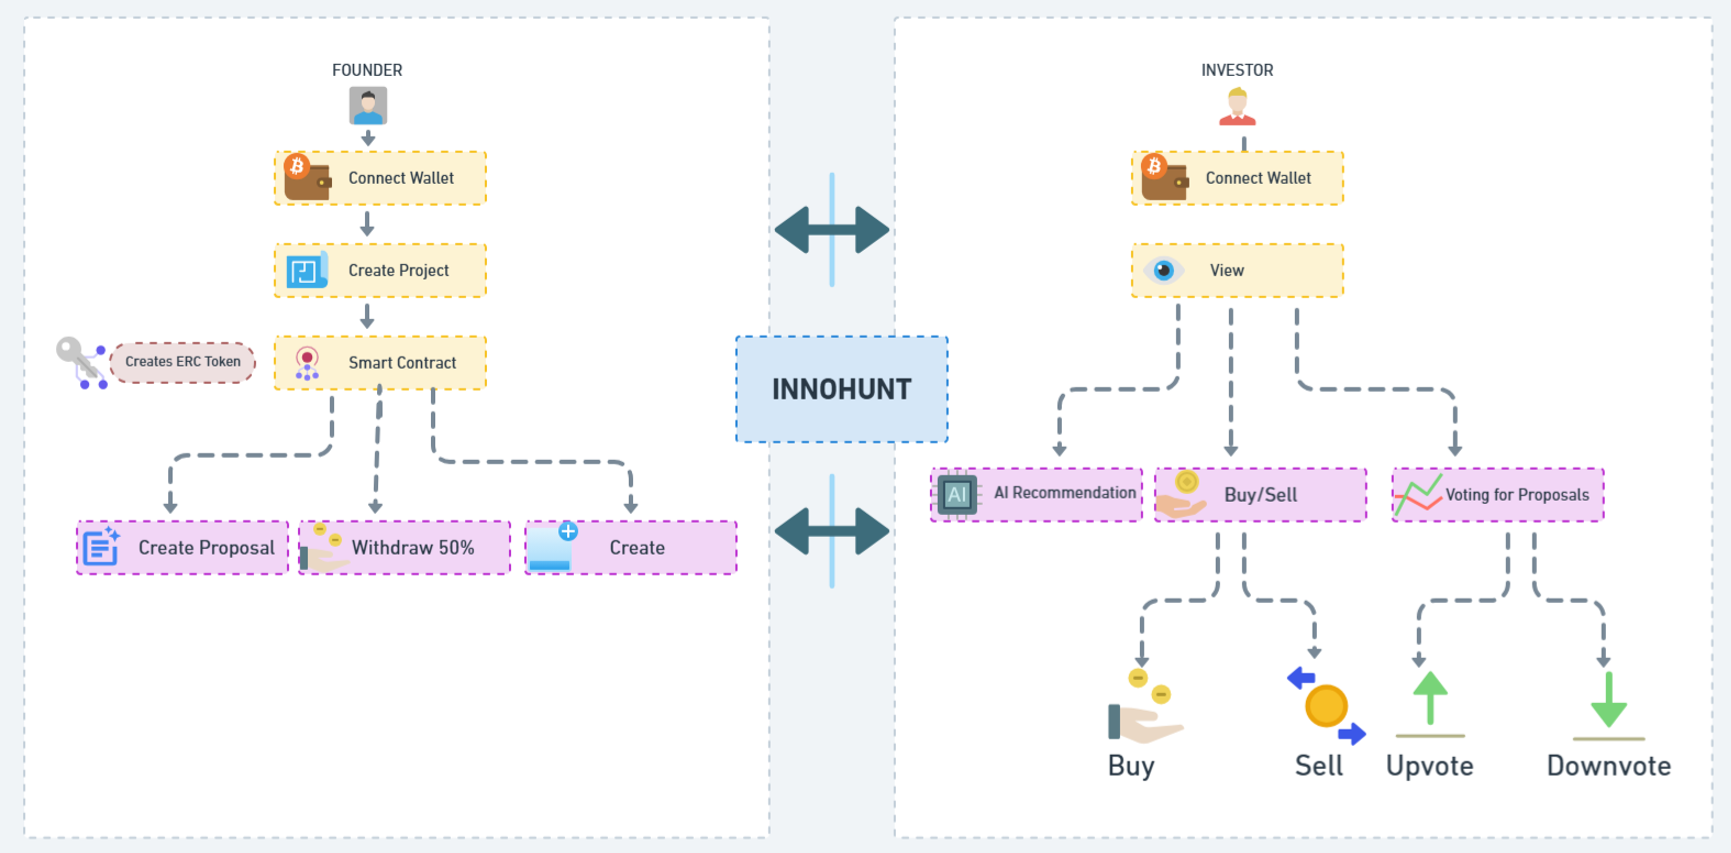 FOUNDER
Connect Wallet
Create Project
Creates ERC Token
Smart Contract
Create Proposal
Withdraw 50%
Create
INNOHUNT
INVESTOR
Connect Wallet
View
AI
AI Recommendation
Buy/Sell
Voting for Proposals
Buy
Sell
Upvote
Downvote